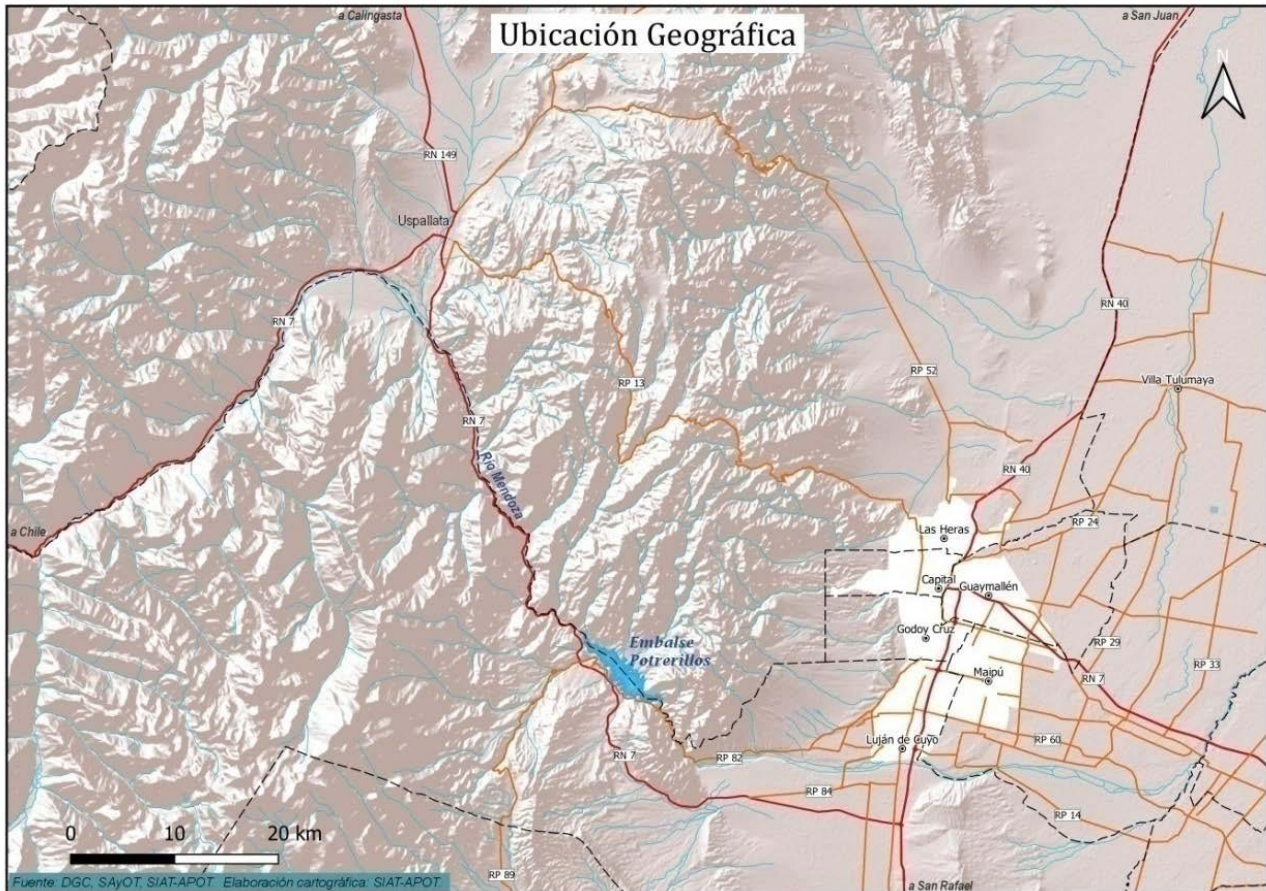 a Calingasta
a San Juan
Ubicación Geográfica
N
RN 149
Uspallata
RN 7
RN 40
RP 13
RP 52
Villa Tulumaya
RN 7
Río Mendoza
RN 40
a Chile
Las Heras
RP 24
Capital
Guaymallén
Godoy Cruz
RP 29
Embalse
Potrerillos
RP 33
Maipú
RN 7
Luján de Cuyo
RP 60
RN 7
RP 82
RP 84
RP 14
0 10 20 km
RP 89
Fuente: DGC, SAyOT, SIAT-APOT. Elaboración cartográfica: SIAT-APOT
a San Rafael